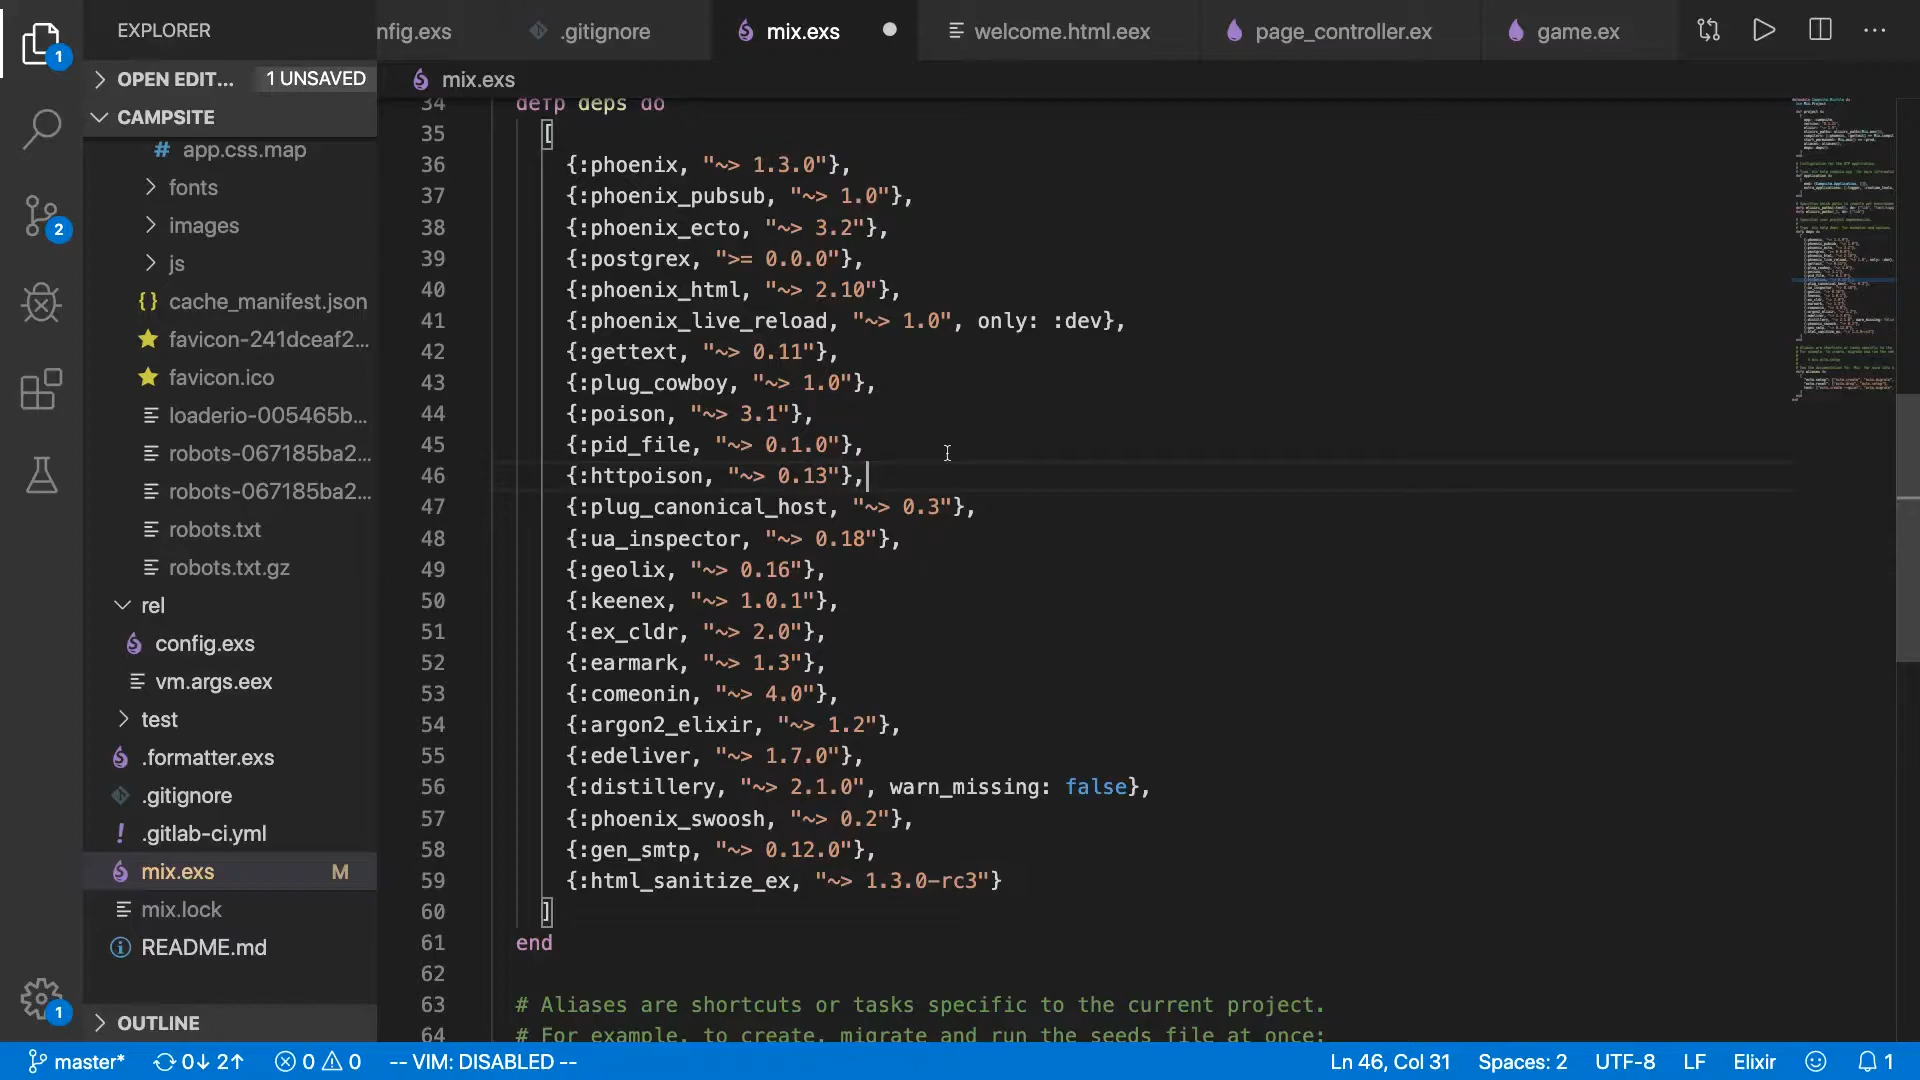 EXPLORER
nfig.exs
.gitignore
mix.exs
welcome.html.eex
page_controller.ex
game.ex
1
OPEN EDIT...
1 UNSAVED
mix.exs
CAMPSITE
app.css.map
fonts
images
js
cache_manifest.json
favicon-241dceaf2...
favicon.ico
loaderio-005465b...
robots-067185ba2...
robots-067185ba2...
robots.txt
robots.txt.gz
rel
config.exs
vm.args.eex
test
.formatter.exs
.gitignore
.gitlab-ci.yml
mix.exs M
mix.lock
README.md
OUTLINE
2
1
34 defp deps do
35 [
36 {:phoenix, "~> 1.3.0"},
37 {:phoenix_pubsub, "~> 1.0"},
38 {:phoenix_ecto, "~> 3.2"},
39 {:postgrex, ">= 0.0.0"},
40 {:phoenix_html, "~> 2.10"},
41 {:phoenix_live_reload, "~> 1.0", only: :dev},
42 {:gettext, "~> 0.11"},
43 {:plug_cowboy, "~> 1.0"},
44 {:poison, "~> 3.1"},
45 {:pid_file, "~> 0.1.0"},
46 {:httpoison, "~> 0.13"},
47 {:plug_canonical_host, "~> 0.3"},
48 {:ua_inspector, "~> 0.18"},
49 {:geolix, "~> 0.16"},
50 {:keenex, "~> 1.0.1"},
51 {:ex_cldr, "~> 2.0"},
52 {:earmark, "~> 1.3"},
53 {:comeonin, "~> 4.0"},
54 {:argon2_elixir, "~> 1.2"},
55 {:edeliver, "~> 1.7.0"},
56 {:distillery, "~> 2.1.0", warn_missing: false},
57 {:phoenix_swoosh, "~> 0.2"},
58 {:gen_smtp, "~> 0.12.0"},
59 {:html_sanitize_ex, "~> 1.3.0-rc3"}
60 ]
61 end
62
63 # Aliases are shortcuts or tasks specific to the current project.
64 # For example, to create, migrate and run the seeds file at once:
master* 0↓ 2↑ 0 0 -- VIM: DISABLED -- Ln 46, Col 31 Spaces: 2 UTF-8 LF Elixir 1